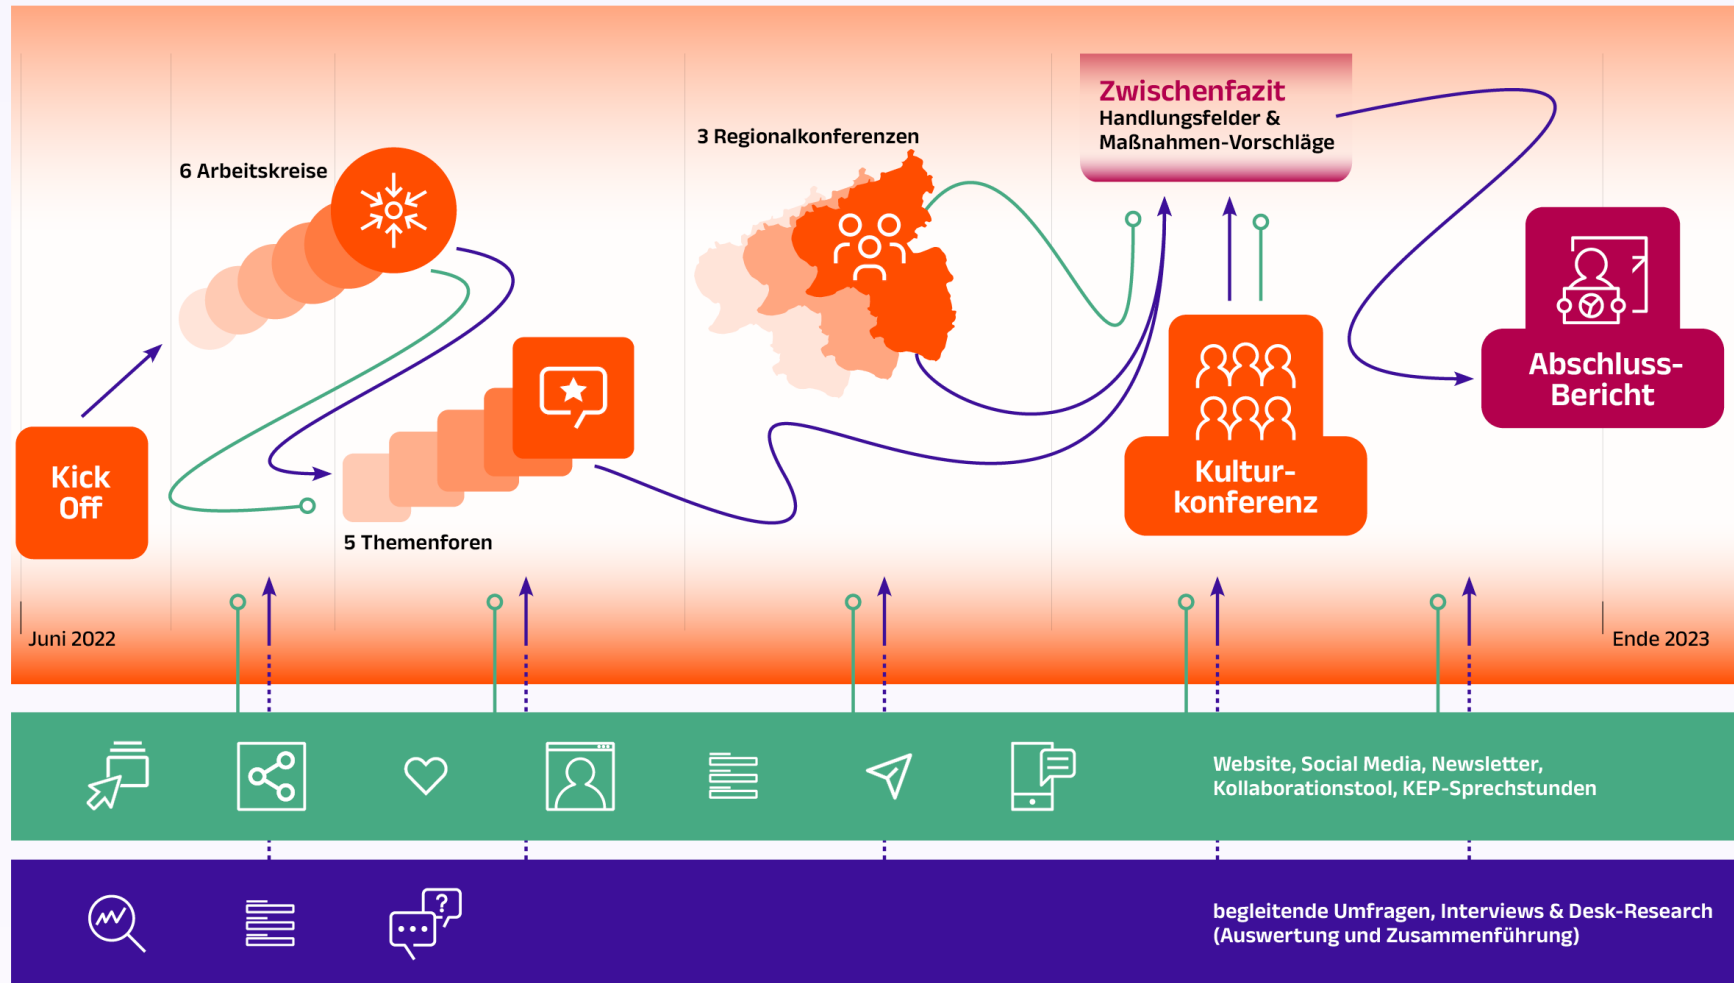 Zwischenfazit
Handlungsfelder &
Maßnahmen-Vorschläge
3 Regionalkonferenzen
6 Arbeitskreise
Abschluss-
Bericht
Kick
Off
Kultur-
konferenz
5 Themenforen
Juni 2022
Ende 2023
Website, Social Media, Newsletter,
Kollaborationstool, KEP-Sprechstunden
?
begleitende Umfragen, Interviews & Desk-Research
(Auswertung und Zusammenführung)